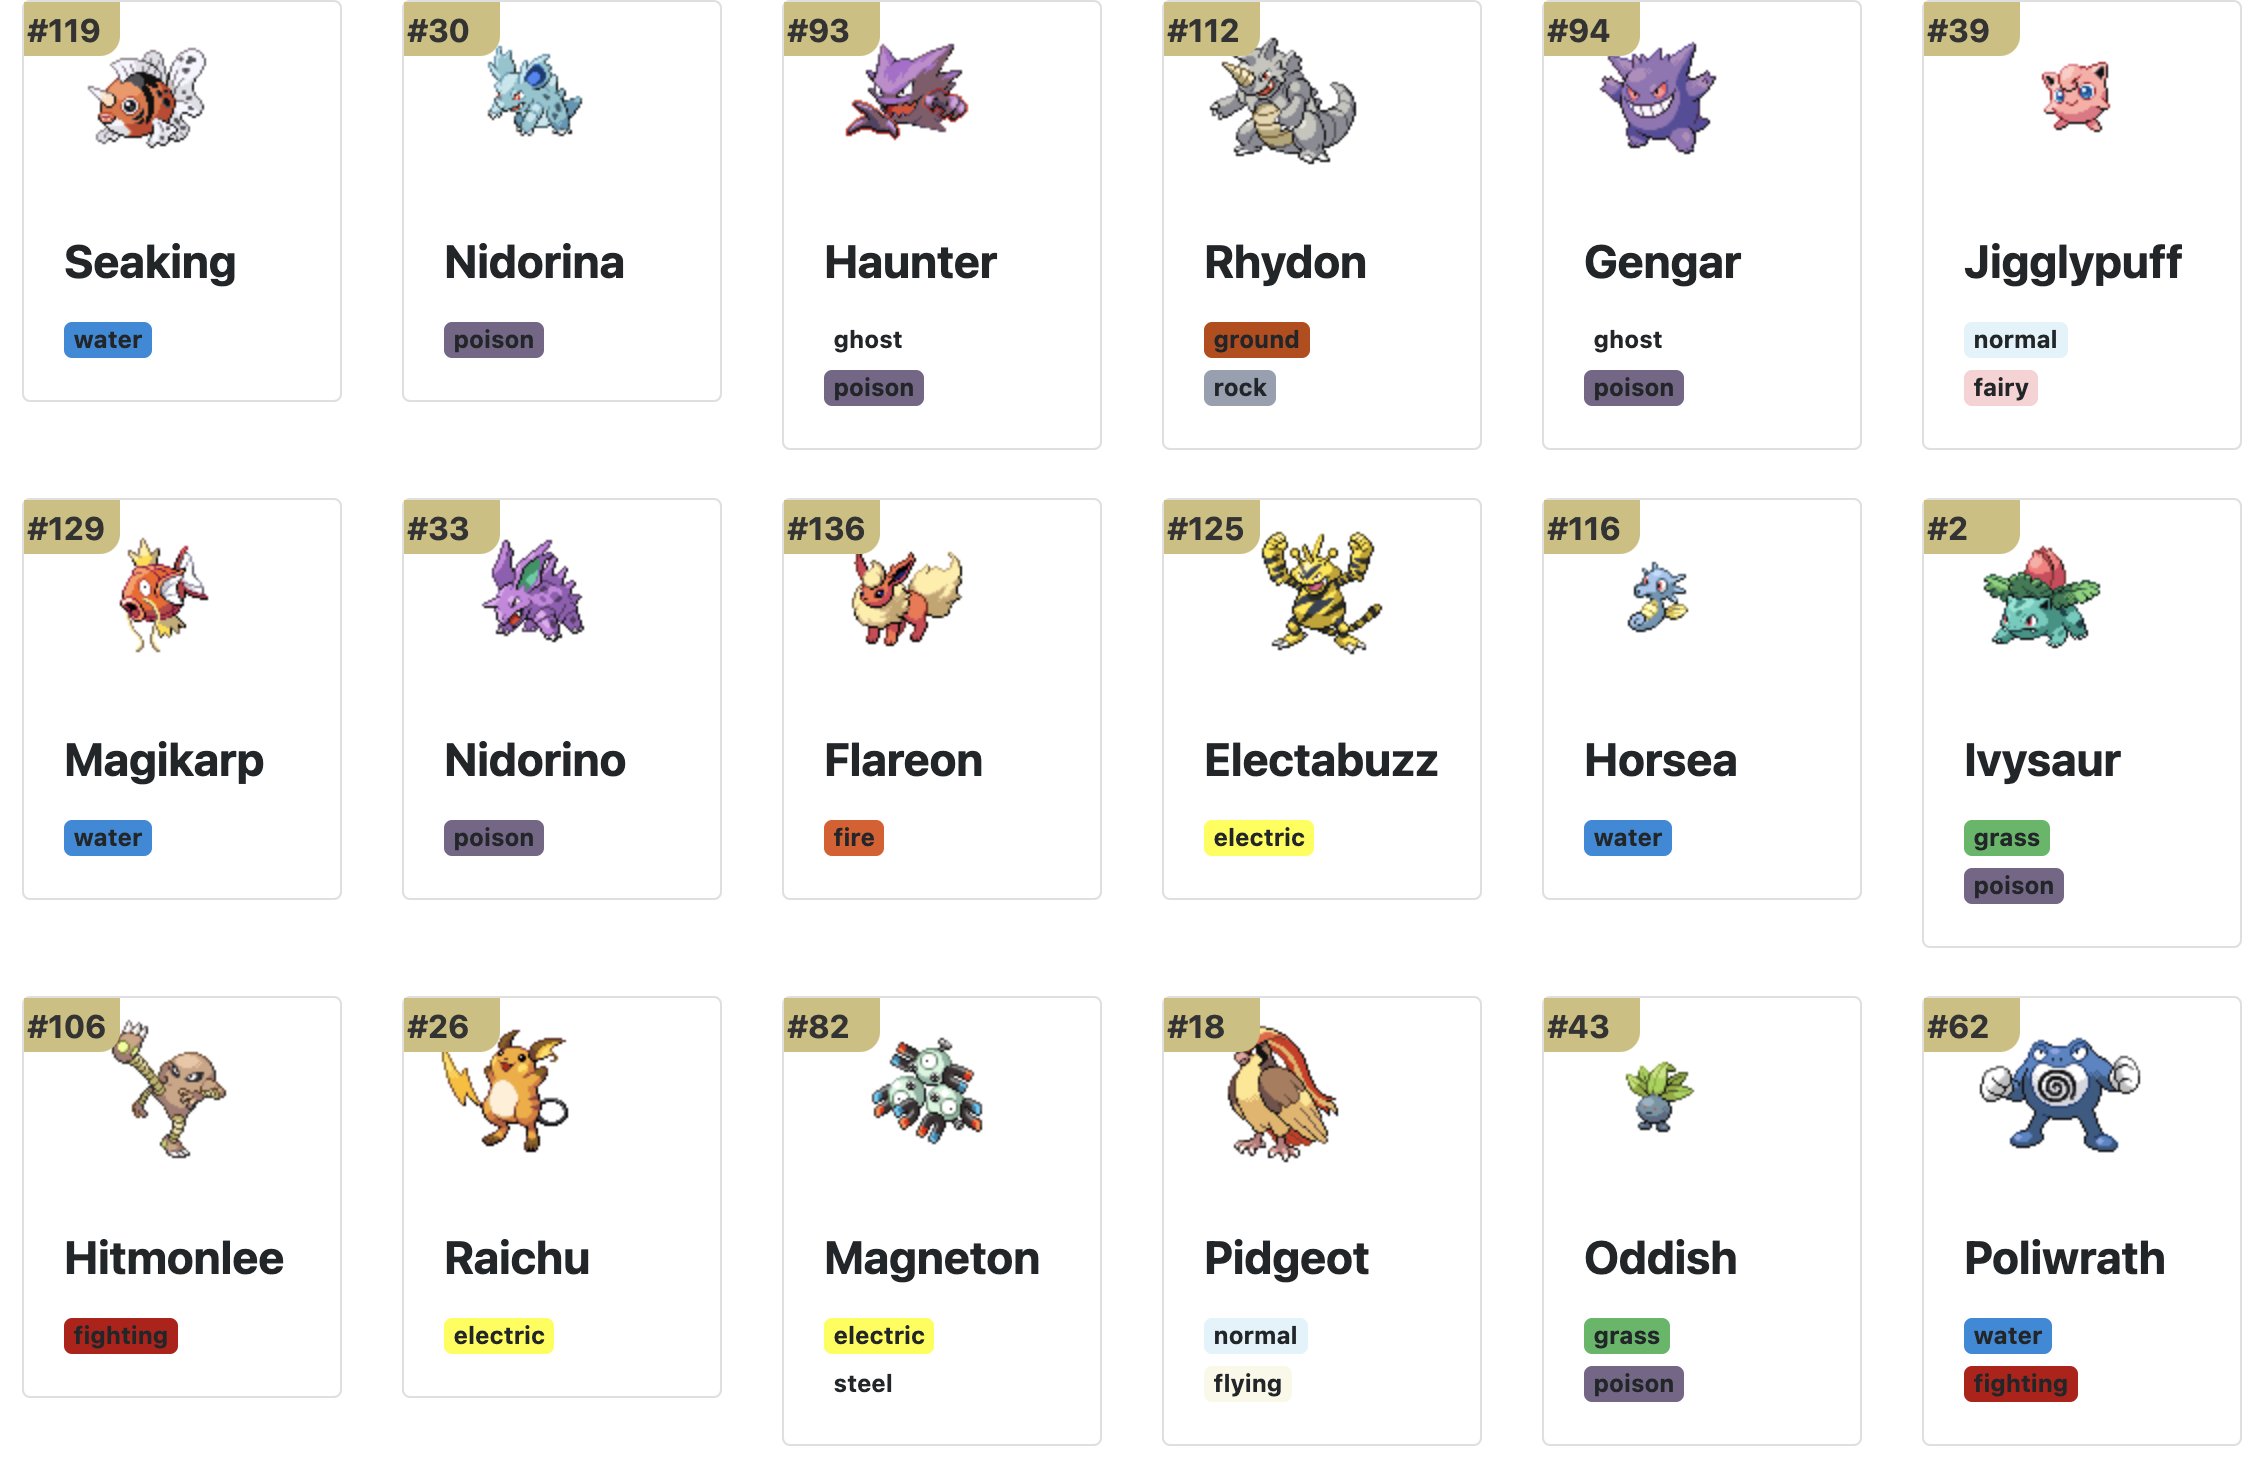 #119
Seaking
water
#30
Nidorina
poison
#93
Haunter
ghost
poison
#112
Rhydon
ground
rock
#94
Gengar
ghost
poison
#39
Jigglypuff
normal
fairy
#129
Magikarp
water
#33
Nidorino
poison
#136
Flareon
fire
#125
Electabuzz
electric
#116
Horsea
water
#2
Ivysaur
grass
poison
#106
Hitmonlee
fighting
#26
Raichu
electric
#82
Magneton
electric
steel
#18
Pidgeot
normal
flying
#43
Oddish
grass
poison
#62
Poliwrath
water
fighting